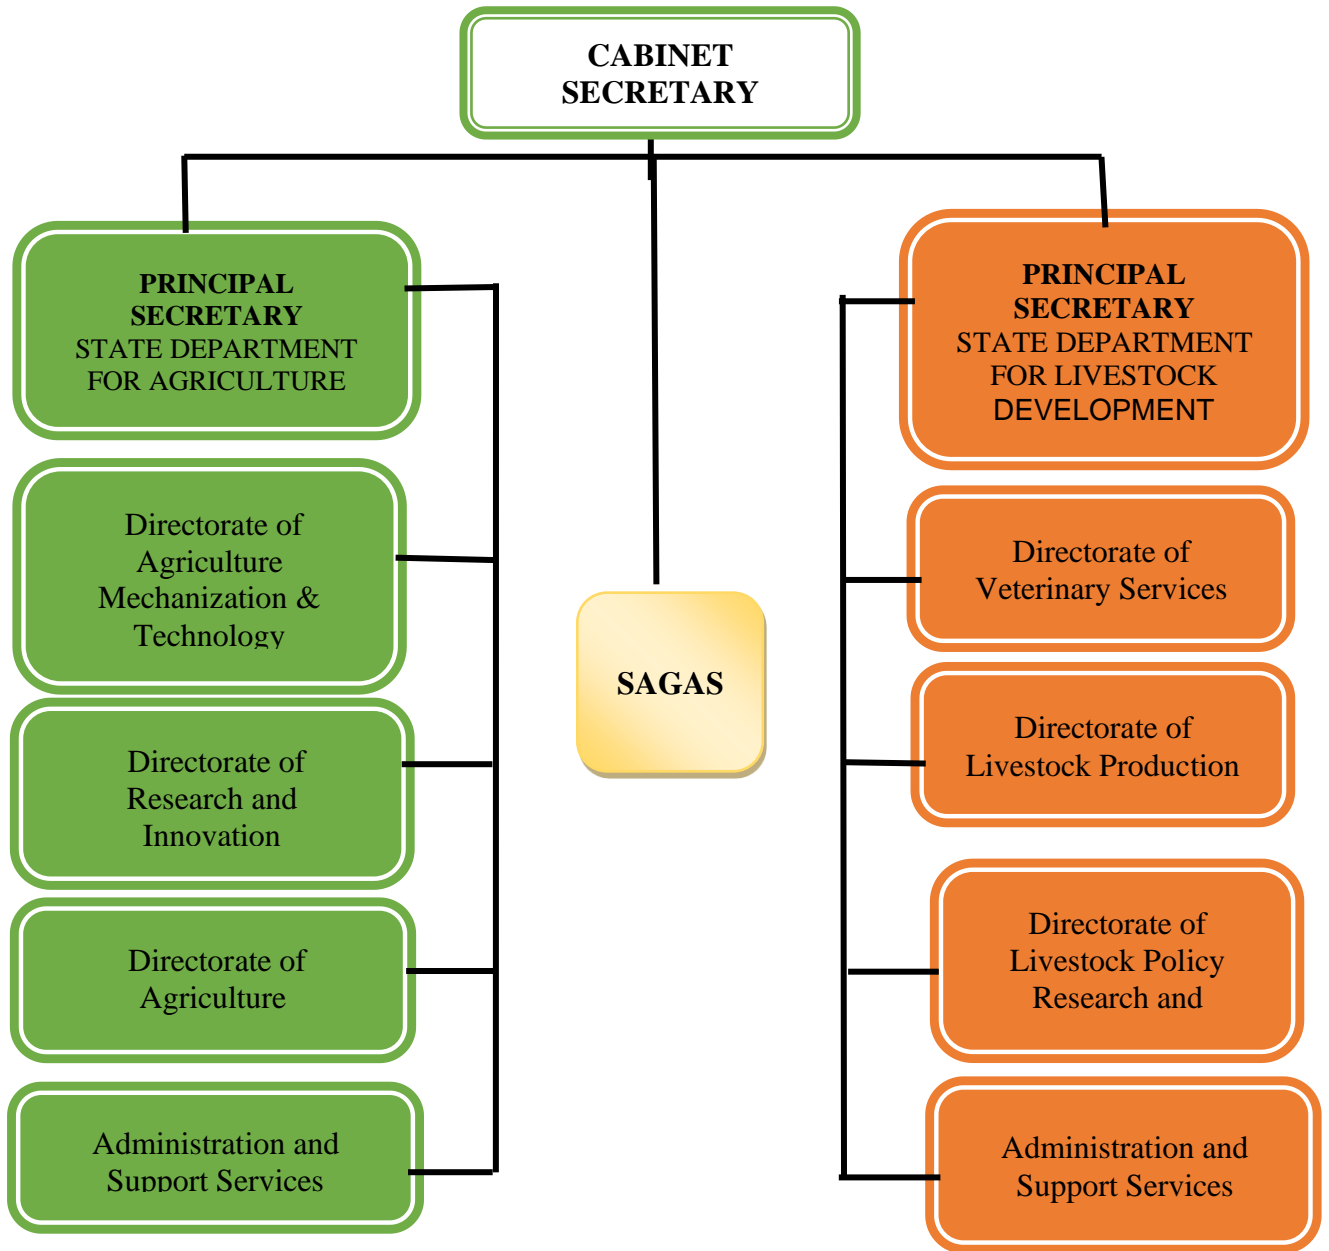 CABINET
SECRETARY
PRINCIPAL
SECRETARY
STATE DEPARTMENT
FOR AGRICULTURE
Directorate of
Agriculture
Mechanization &
Technology
Directorate of
Research and
Innovation
Directorate of
Agriculture
Administration and
Support Services
SAGAS
PRINCIPAL
SECRETARY
STATE DEPARTMENT
FOR LIVESTOCK
DEVELOPMENT
Directorate of
Veterinary Services
Directorate of
Livestock Production
Directorate of
Livestock Policy
Research and
Administration and
Support Services